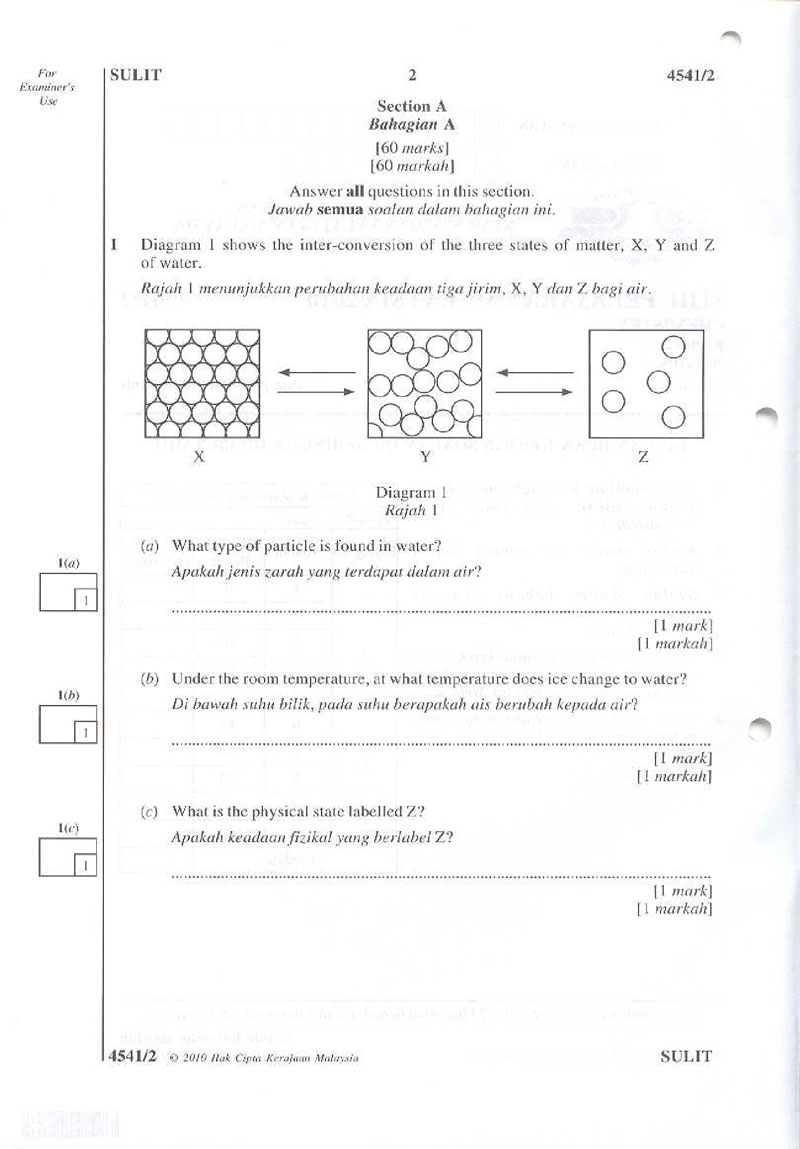 For
Examiner's
Use
SULIT 2 4541/2
Section A
Bahagian A
[60 marks]
[60 markah]
Answer all questions in this section.
Jawab semua soalan dalam bahagian ini.
1 Diagram 1 shows the inter-conversion of the three states of matter, X, Y and Z
of water.
Rajah 1 menunjukkan perubahan keadaan tiga jirim, X, Y dan Z bagi air.
X Y Z
Diagram 1
Rajah 1
(a) What type of particle is found in water?
Apakah jenis zarah yang terdapat dalam air?
1(a)
1
[1 mark]
[1 markah]
(b) Under the room temperature, at what temperature does ice change to water?
Di bawah suhu bilik, pada suhu berapakah ais berubah kepada air?
1(b)
1
[1 mark]
[1 markah]
(c) What is the physical state labelled Z?
Apakah keadaan fizikal yang berlabel Z?
1(c)
1
[1 mark]
[1 markah]
4541/2 © 2010 Hak Cipta Kerajaan Malaysia SULIT